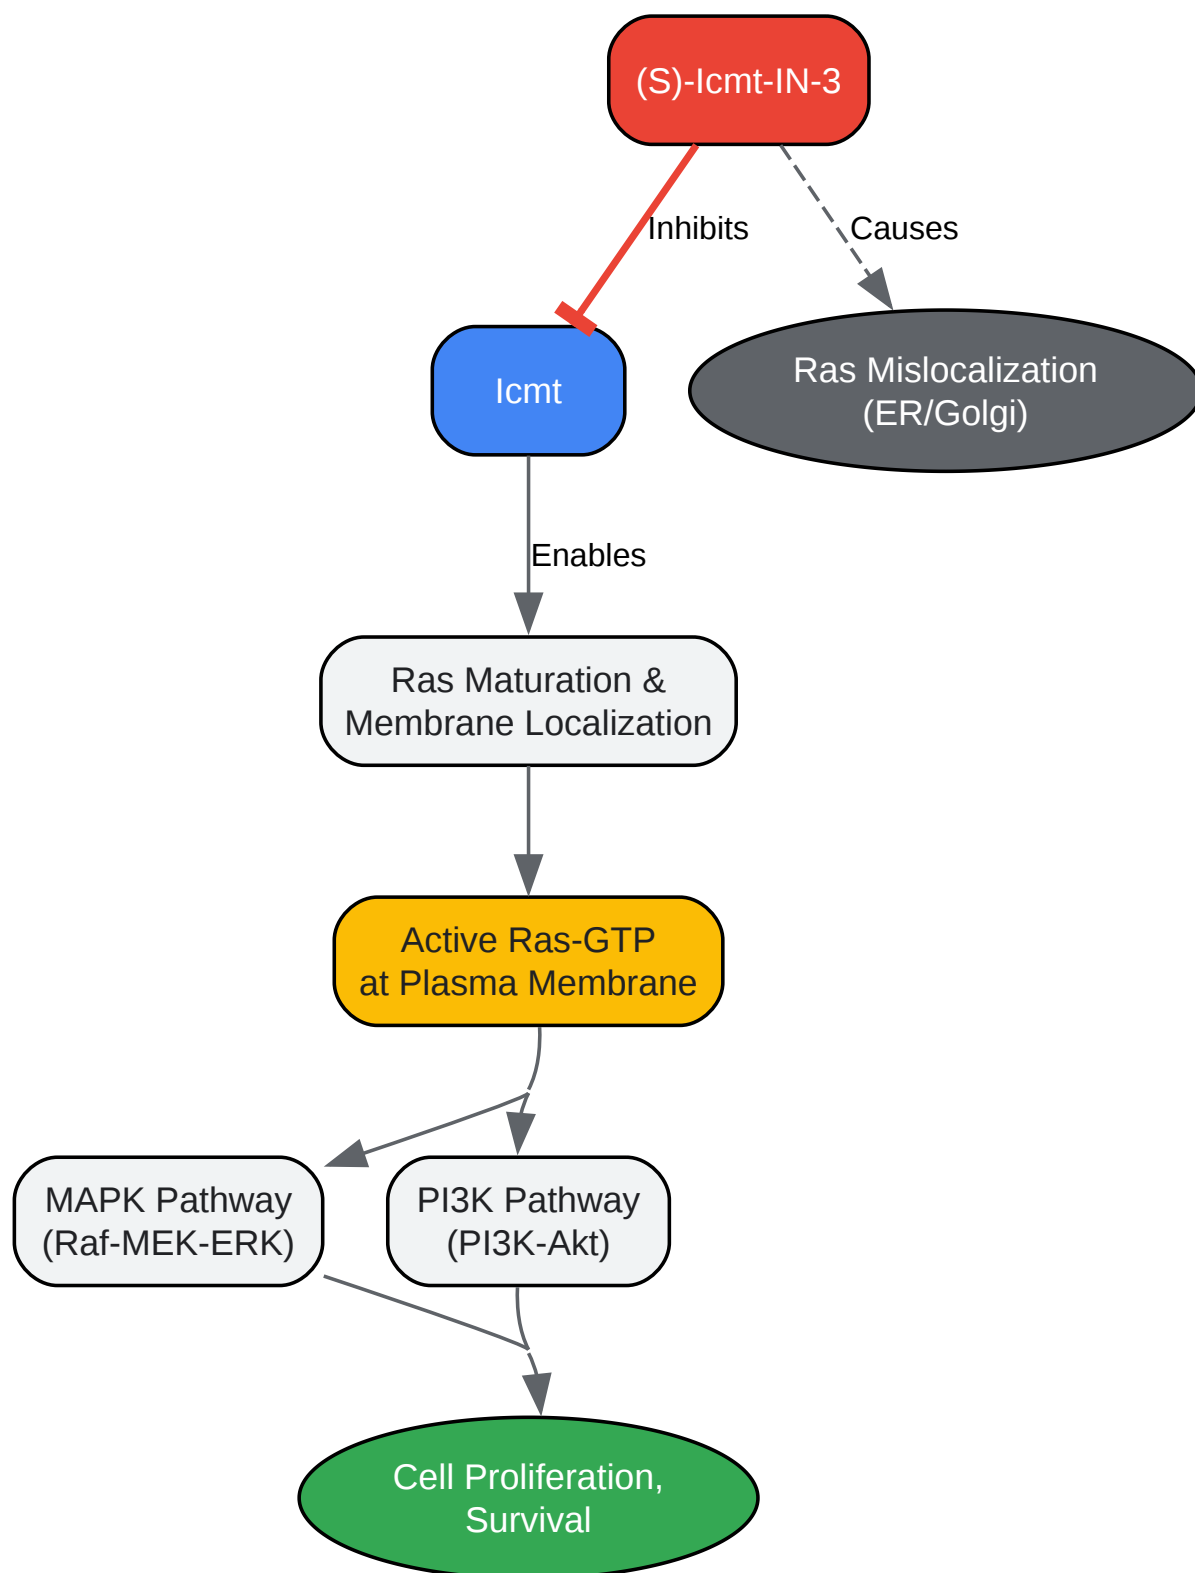 (S)-Icmt-IN-3
Inhibits
Causes
Icmt
Ras Mislocalization
(ER/Golgi)
Enables
Ras Maturation &
Membrane Localization
Active Ras-GTP
at Plasma Membrane
MAPK Pathway
(Raf-MEK-ERK)
PI3K Pathway
(PI3K-Akt)
Cell Proliferation,
Survival